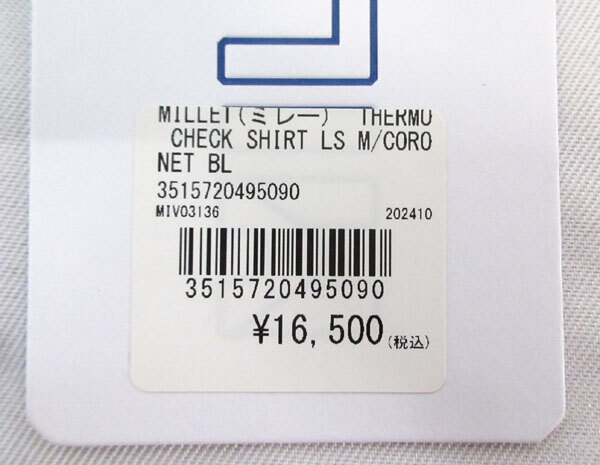 MILLET(ミレー) THERMO
CHECK SHIRT LS M/CORO
NET BL
3515720495090
MIV03136 202410
3515720495090
¥16,500(税込)